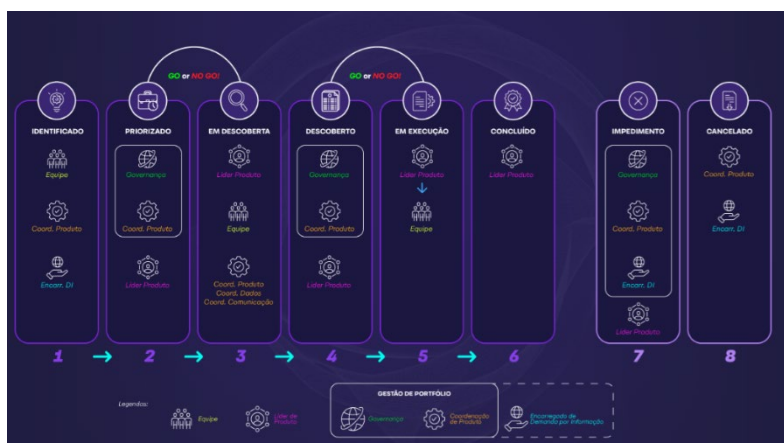 GO or NO GO!
GO or NO GO!
IDENTIFICADO
Equipe
Coord. Produto
Encarr. DI
PRIORIZADO
Governança
Coord. Produto
Líder Produto
EM DESCOBERTA
Líder Produto
Equipe
Coord. Produto
Coord. Dados
Coord. Comunicação
DESCOBERTO
Governança
Coord. Produto
Líder Produto
EM EXECUÇÃO
Líder Produto
Equipe
CONCLUÍDO
Líder Produto
IMPEDIMENTO
Governança
Coord. Produto
Encarr. DI
Líder Produto
CANCELADO
Coord. Produto
Encarr. DI
1
2
3
4
5
6
7
8
Legendas:
Equipe
Líder de
Produto
GESTÃO DE PORTFÓLIO
Governança
Coordenação
de Produto
Encarregado de
Demanda por Informação